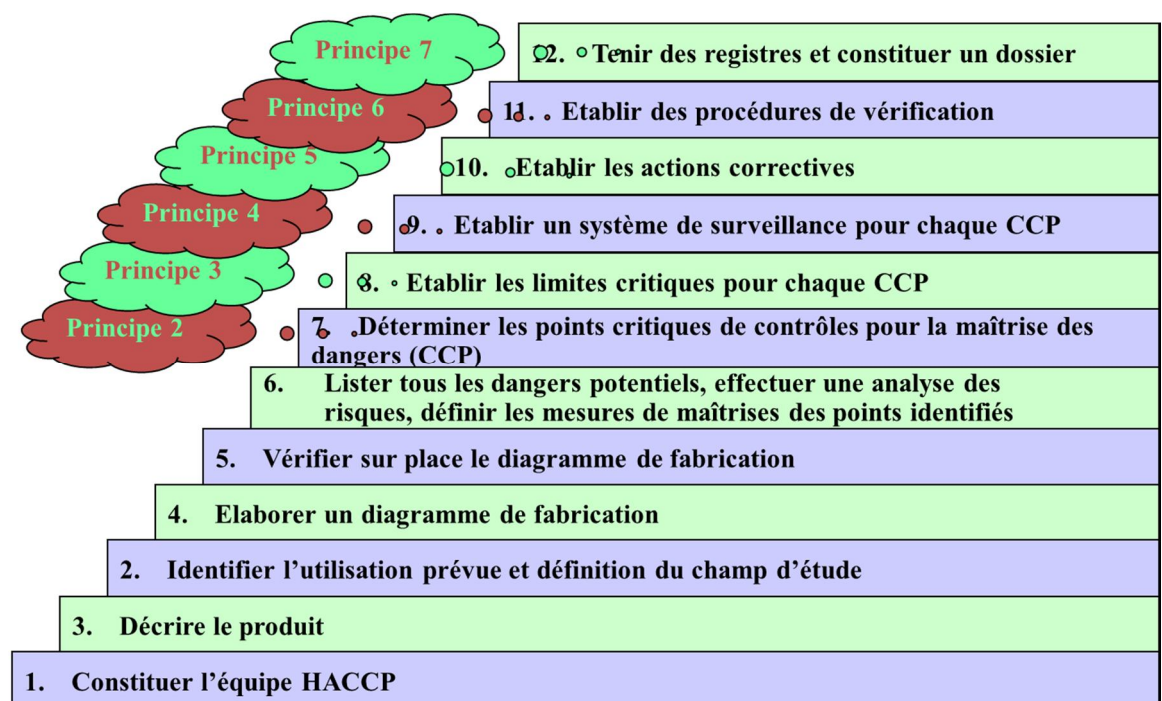 Principe 7
12. Tenir des registres et constituer un dossier
Principe 6
11. Etablir des procédures de vérification
Principe 5
10. Etablir les actions correctives
Principe 4
9. Etablir un système de surveillance pour chaque CCP
Principe 3
8. Etablir les limites critiques pour chaque CCP
Principe 2
7. Déterminer les points critiques de contrôles pour la maîtrise des
dangers (CCP)
6. Lister tous les dangers potentiels, effectuer une analyse des
risques, définir les mesures de maîtrises des points identifiés
5. Vérifier sur place le diagramme de fabrication
4. Elaborer un diagramme de fabrication
2. Identifier l’utilisation prévue et définition du champ d’étude
3. Décrire le produit
1. Constituer l’équipe HACCP